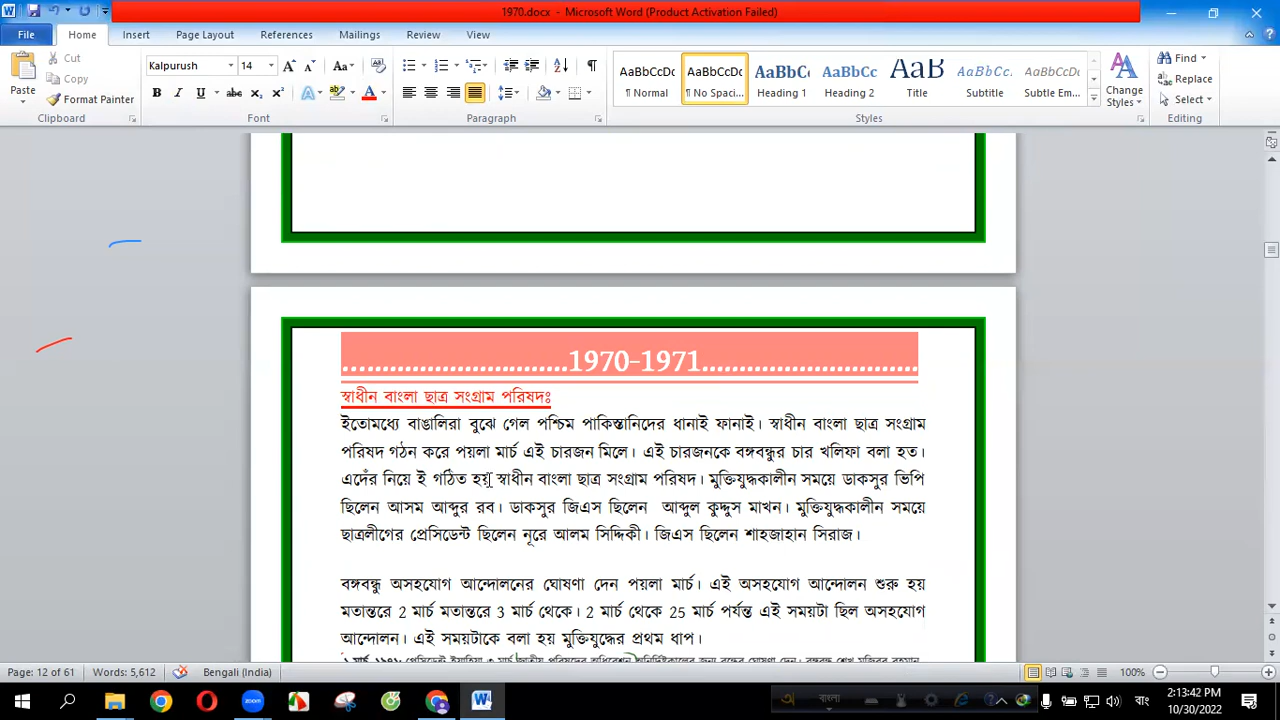 1970.docx - Microsoft Word (Product Activation Failed)
File Home Insert Page Layout References Mailings Review View
Cut
Copy
Format Painter
Paste
Clipboard
Kalpurush 14
Font
Paragraph
AaBbCcDc AaBbCcDc AaBbCc AaBbCc AaB AaBbCcL AaBbCcDc
¶ Normal ¶ No Spaci... Heading 1 Heading 2 Title Subtitle Subtle Em...
Change Styles
Styles
Find
Replace
Select
Editing
............................1970-1971...........................
স্বাধীন বাংলা ছাত্র সংগ্রাম পরিষদঃ
ইতোমধ্যে বাঙালিরা বুঝে গেল পশ্চিম পাকিস্তানিদের ধানাই ফানাই। স্বাধীন বাংলা ছাত্র সংগ্রাম
পরিষদ গঠন করে পয়লা মার্চ এই চারজন মিলে। এই চারজনকে বঙ্গবন্ধুর চার খলিফা বলা হত।
এদেঁর নিয়ে ই গঠিত হয় স্বাধীন বাংলা ছাত্র সংগ্রাম পরিষদ। মুক্তিযুদ্ধকালীন সময়ে ডাকসুর ভিপি
ছিলেন আসম আব্দুর রব। ডাকসুর জিএস ছিলেন আব্দুল কুদ্দুস মাখন। মুক্তিযুদ্ধকালীন সময়ে
ছাত্রলীগের প্রেসিডেন্ট ছিলেন নূরে আলম সিদ্দিকী। জিএস ছিলেন শাহজাহান সিরাজ।
বঙ্গবন্ধু অসহযোগ আন্দোলনের ঘোষণা দেন পয়লা মার্চ। এই অসহযোগ আন্দোলন শুরু হয়
মতান্তরে 2 মার্চ মতান্তরে 3 মার্চ থেকে। 2 মার্চ থেকে 25 মার্চ পর্যন্ত এই সময়টা ছিল অসহযোগ
আন্দোলন। এই সময়টাকে বলা হয় মুক্তিযুদ্ধের প্রথম ধাপ।
Page: 12 of 61 Words: 5,612 Bengali (India) 100%
বাংলা
বাং
2:13:42 PM
10/30/2022